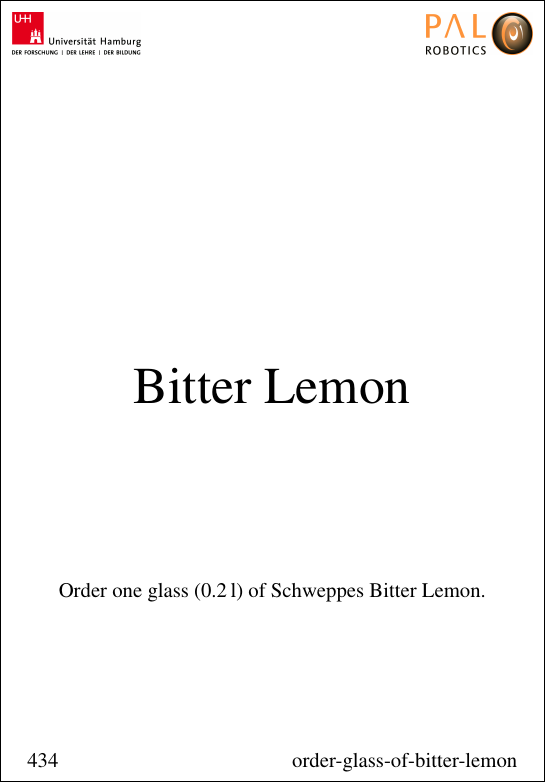 UHH
Universität Hamburg
DER FORSCHUNG | DER LEHRE | DER BILDUNG
PAL
ROBOTICS
Bitter Lemon
Order one glass (0.2 l) of Schweppes Bitter Lemon.
434
order-glass-of-bitter-lemon